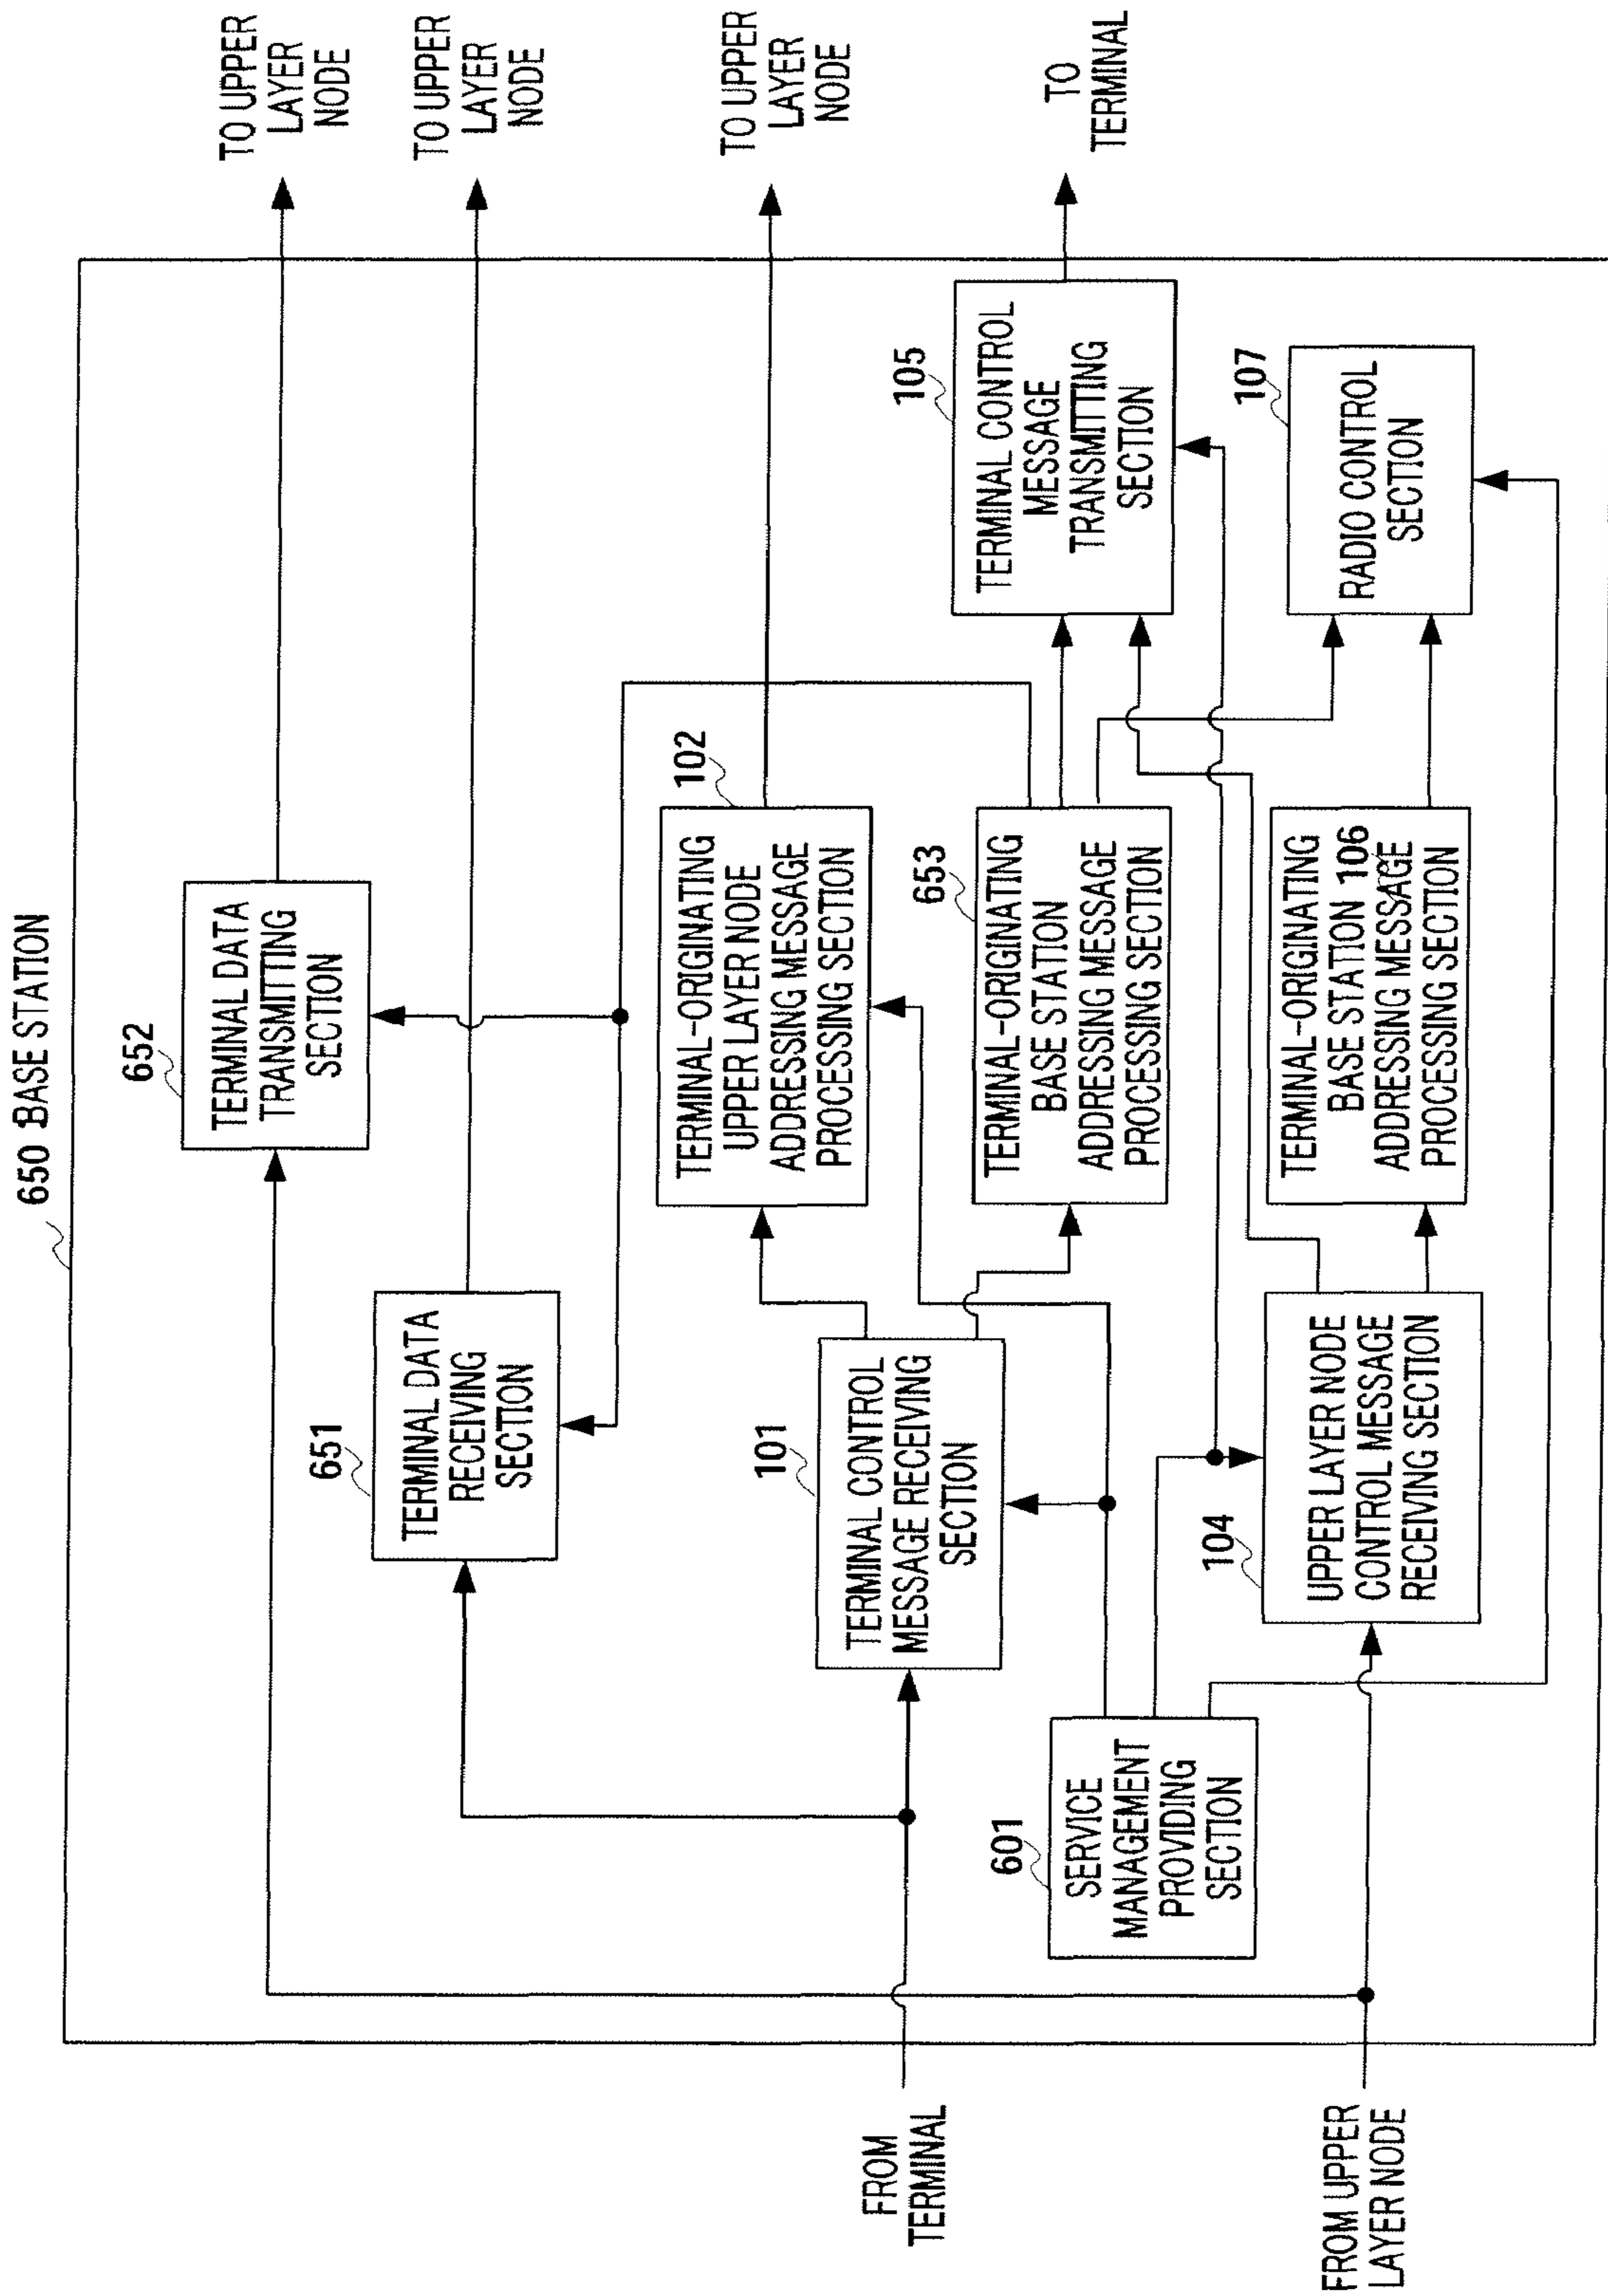 650 BASE STATION
652
TERMINAL DATA
TRANSMITTING
SECTION
TO UPPER
LAYER
NODE
651
TERMINAL DATA
RECEIVING
SECTION
TO UPPER
LAYER
NODE
102
TERMINAL-ORIGINATING
UPPER LAYER NODE
ADDRESSING MESSAGE
PROCESSING SECTION
TO UPPER
LAYER
NODE
FROM
TERMINAL
101
TERMINAL CONTROL
MESSAGE RECEIVING
SECTION
653
TERMINAL-ORIGINATING
BASE STATION
ADDRESSING MESSAGE
PROCESSING SECTION
105
TERMINAL CONTROL
MESSAGE
TRANSMITTING
SECTION
TO
TERMINAL
601
SERVICE
MANAGEMENT
PROVIDING
SECTION
FROM UPPER
LAYER NODE
104
UPPER LAYER NODE
CONTROL MESSAGE
RECEIVING SECTION
TERMINAL-ORIGINATING
BASE STATION 106
ADDRESSING MESSAGE
PROCESSING SECTION
107
RADIO CONTROL
SECTION